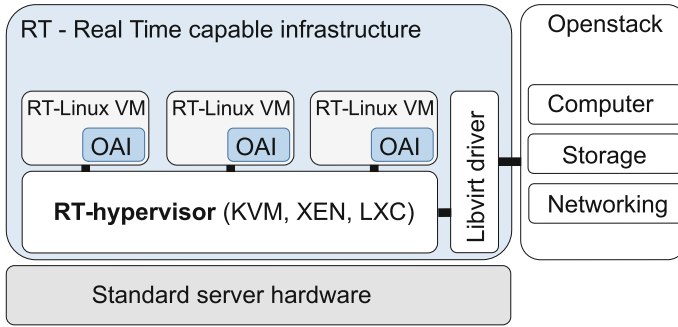 RT - Real Time capable infrastructure
RT-Linux VM
OAI
RT-Linux VM
OAI
RT-Linux VM
OAI
RT-hypervisor (KVM, XEN, LXC)
Libvirt driver
Standard server hardware
Openstack
Computer
Storage
Networking